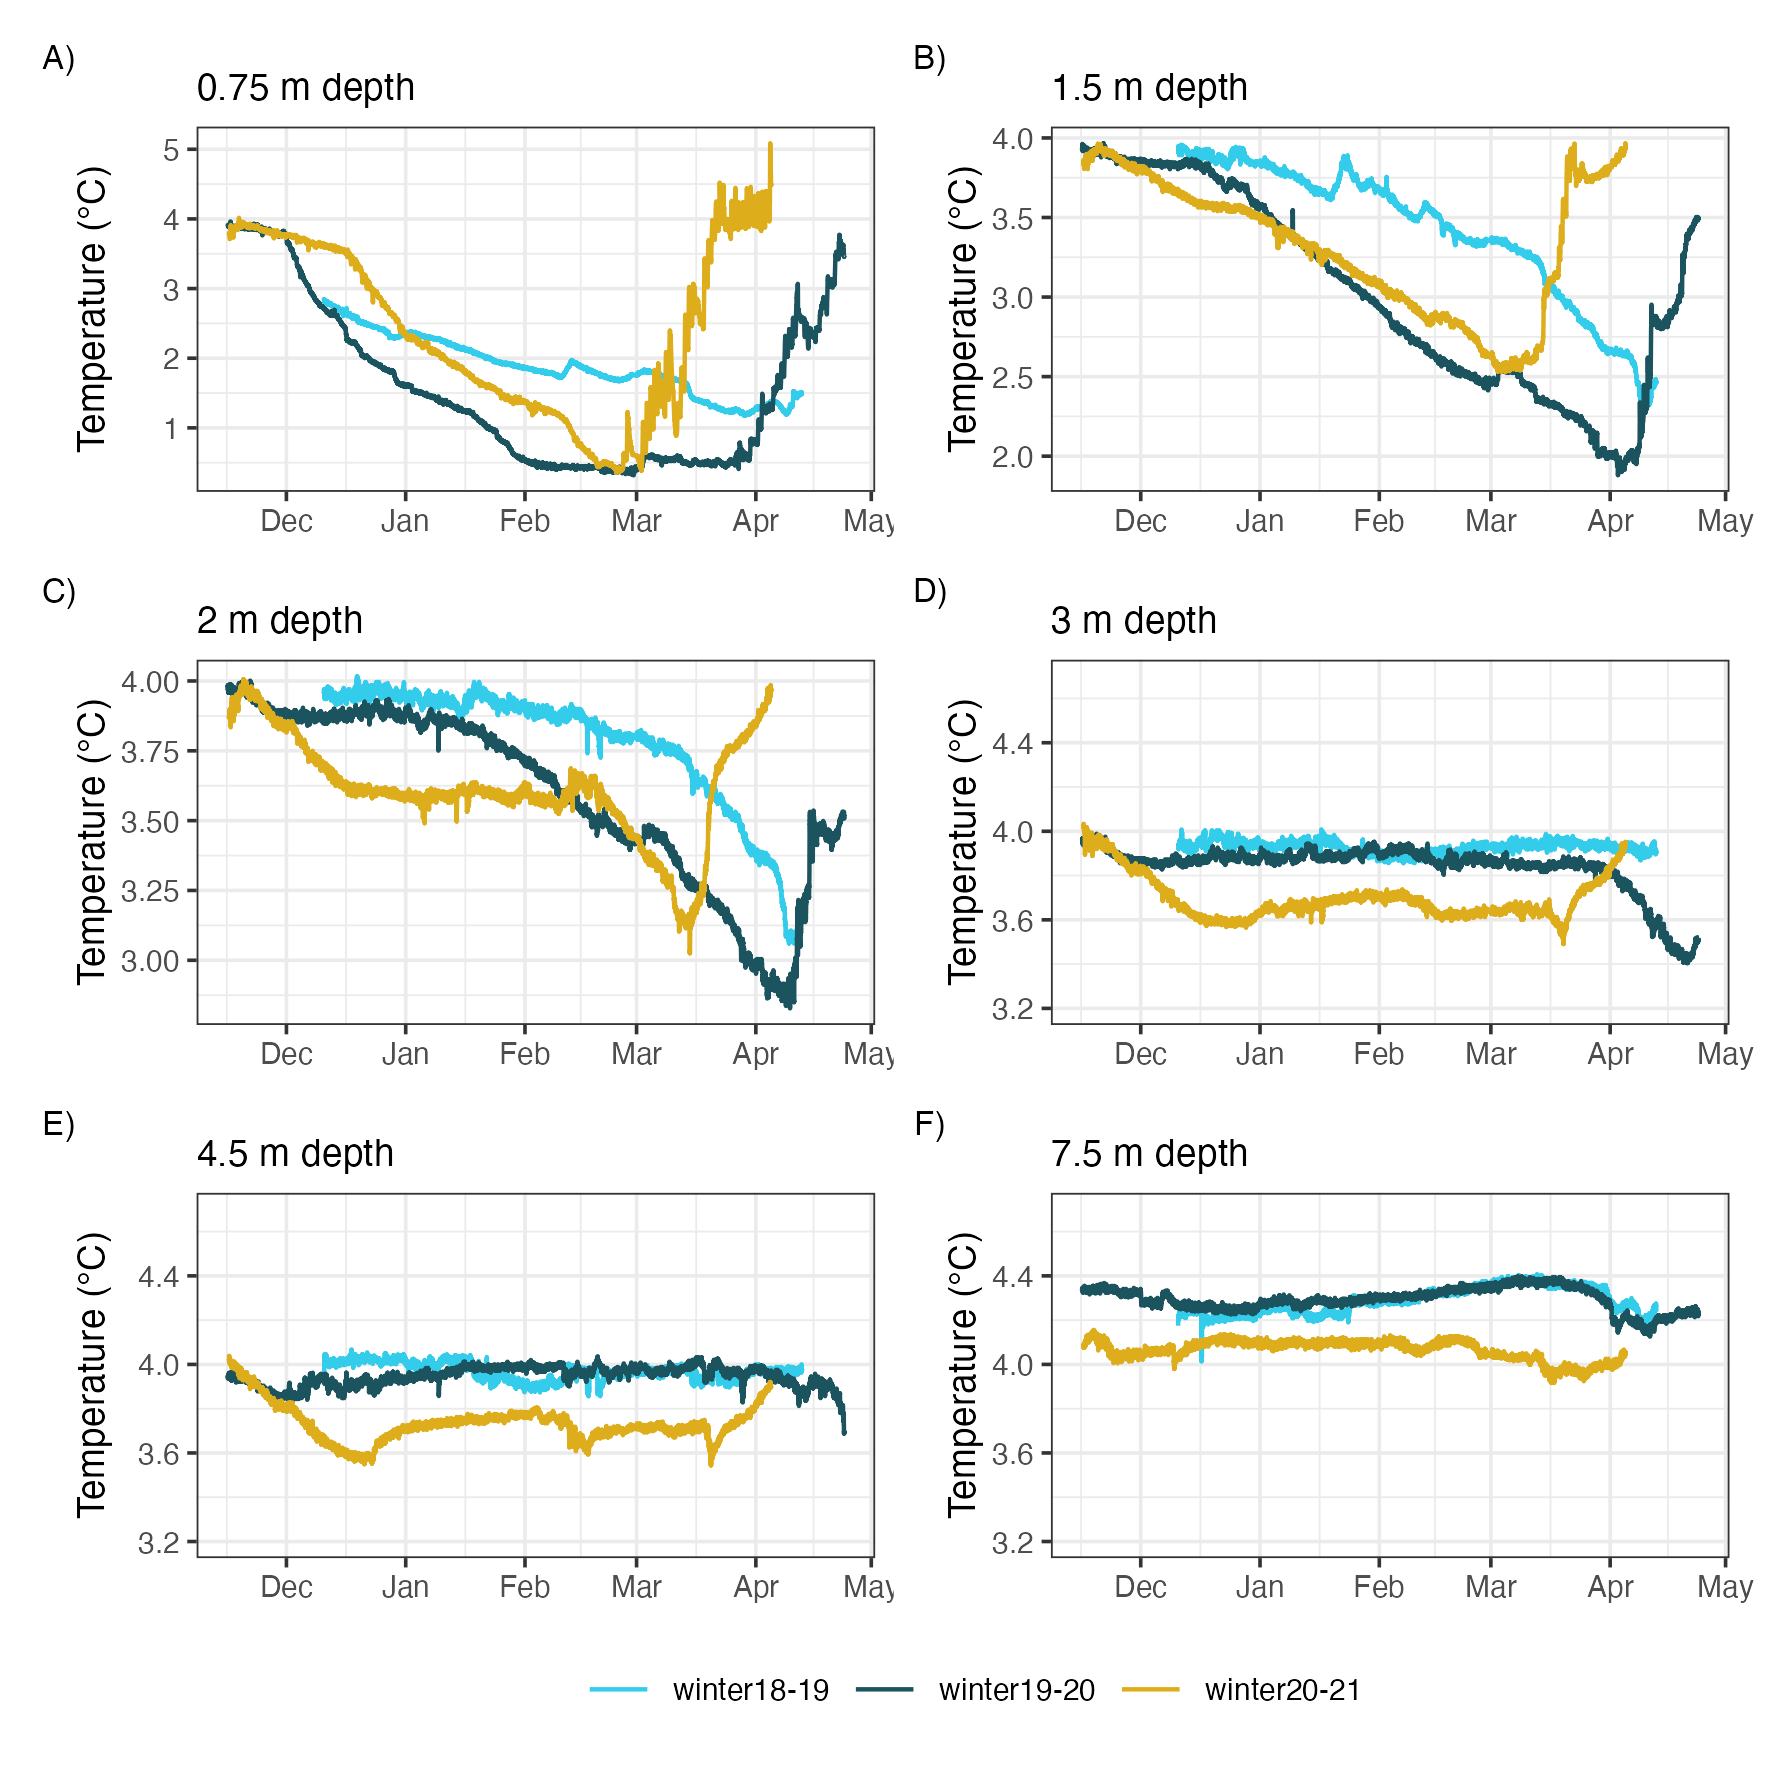 A)
0.75 m depth
Temperature (°C)
5
4
3
2
1
Dec Jan Feb Mar Apr May
B)
1.5 m depth
Temperature (°C)
4.0
3.5
3.0
2.5
2.0
Dec Jan Feb Mar Apr May
C)
2 m depth
Temperature (°C)
4.00
3.75
3.50
3.25
3.00
Dec Jan Feb Mar Apr May
D)
3 m depth
Temperature (°C)
4.4
4.0
3.6
3.2
Dec Jan Feb Mar Apr May
E)
4.5 m depth
Temperature (°C)
4.4
4.0
3.6
3.2
Dec Jan Feb Mar Apr May
F)
7.5 m depth
Temperature (°C)
4.4
4.0
3.6
3.2
Dec Jan Feb Mar Apr May
winter18-19 winter19-20 winter20-21